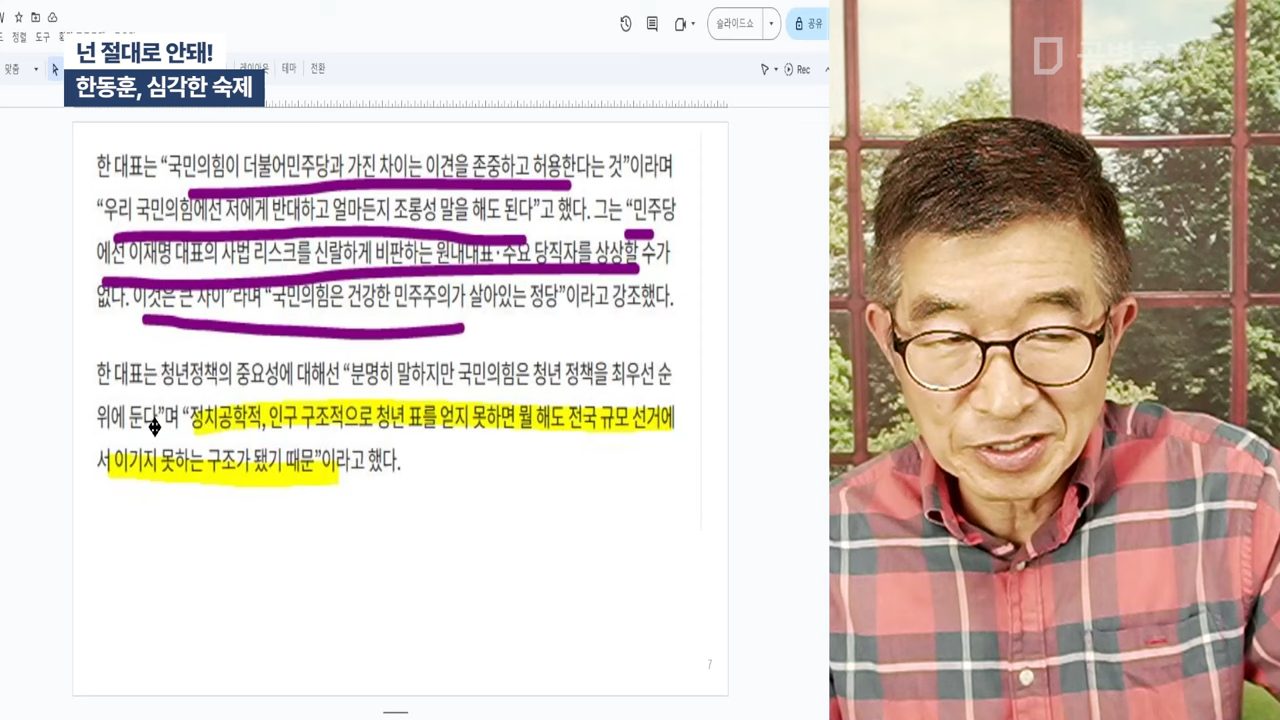 넌 절대로 안돼!
한동훈, 심각한 숙제
정렬 도구
슬라이드쇼
공유
맞춤
레이아웃 테마 전환
Rec
한 대표는 “국민의힘이 더불어민주당과 가진 차이는 이견을 존중하고 허용한다는 것”이라며
“우리 국민의힘에선 저에게 반대하고 얼마든지 조롱성 말을 해도 된다”고 했다. 그는 “민주당
에선 이재명 대표의 사법 리스크를 신랄하게 비판하는 원내대표·주요 당직자를 상상할 수가
없다. 이것은 큰 차이”라며 “국민의힘은 건강한 민주주의가 살아있는 정당”이라고 강조했다.
한 대표는 청년정책의 중요성에 대해선 “분명히 말하지만 국민의힘은 청년 정책을 최우선 순
위에 둔다”며 “정치공학적, 인구 구조적으로 청년 표를 얻지 못하면 뭘 해도 전국 규모 선거에
서 이기지 못하는 구조가 됐기 때문”이라고 했다.
7